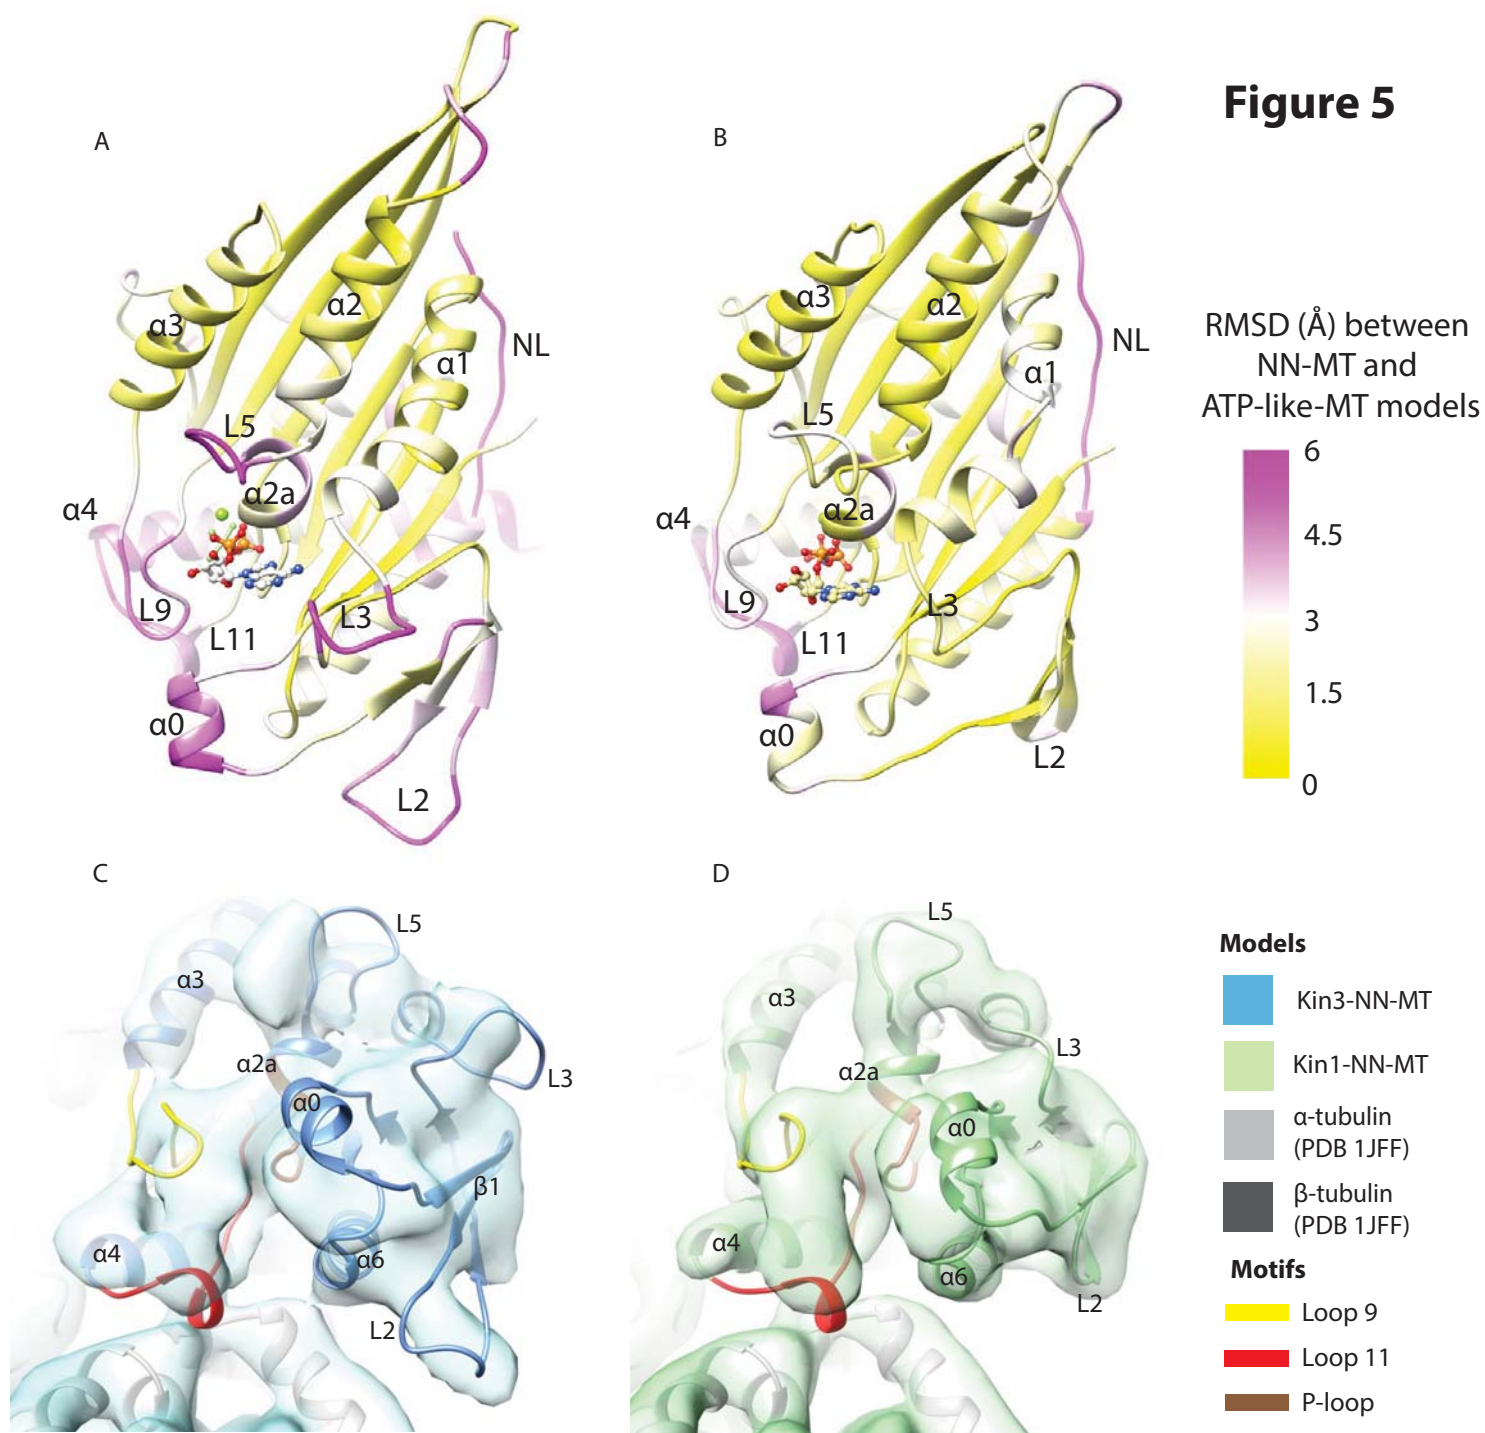 Figure 5
A
B
α3
α2
α1
NL
L5
α2a
α4
L9
L3
L11
α0
L2
α3
α2
α1
NL
L5
α2a
α4
L9
L3
L11
α0
L2
RMSD (Å) between
NN-MT and
ATP-like-MT models
6
4.5
3
1.5
0
C
D
L5
α3
α2a
α0
L3
β1
α4
α6
L2
L5
α3
L3
α2a
α0
α4
α6
L2
Models
Kin3-NN-MT
Kin1-NN-MT
α-tubulin
(PDB 1JFF)
β-tubulin
(PDB 1JFF)
Motifs
Loop 9
Loop 11
P-loop